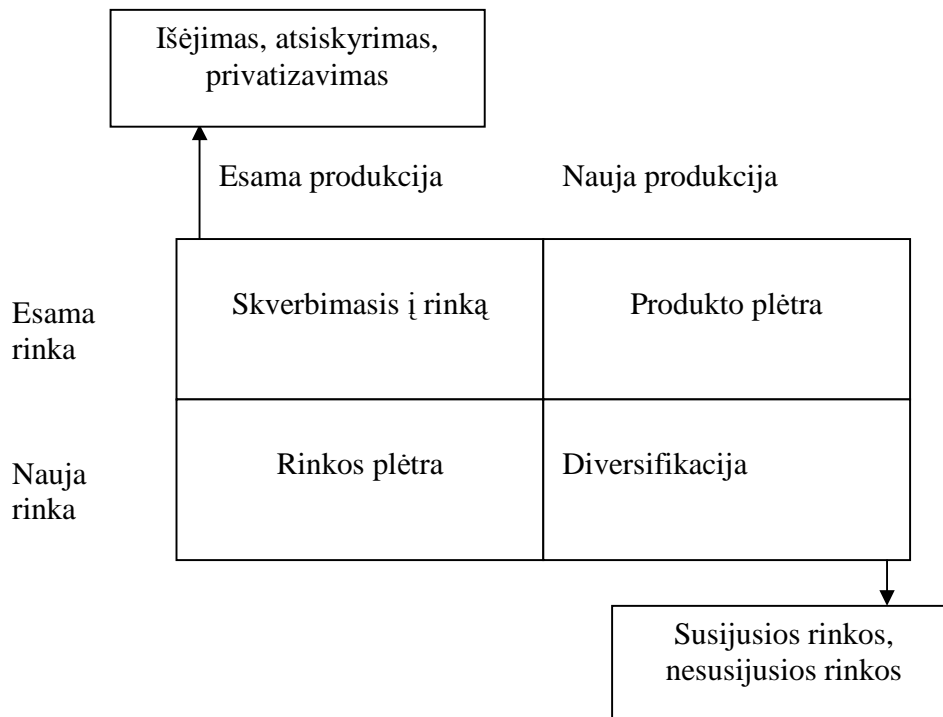 Išėjimas, atsiskyrimas,
privatizavimas
Esama produkcija
Nauja produkcija
Esama
rinka
Skverbimasis į rinką
Produkto plėtra
Nauja
rinka
Rinkos plėtra
Diversifikacija
Susijusios rinkos,
nesusijusios rinkos